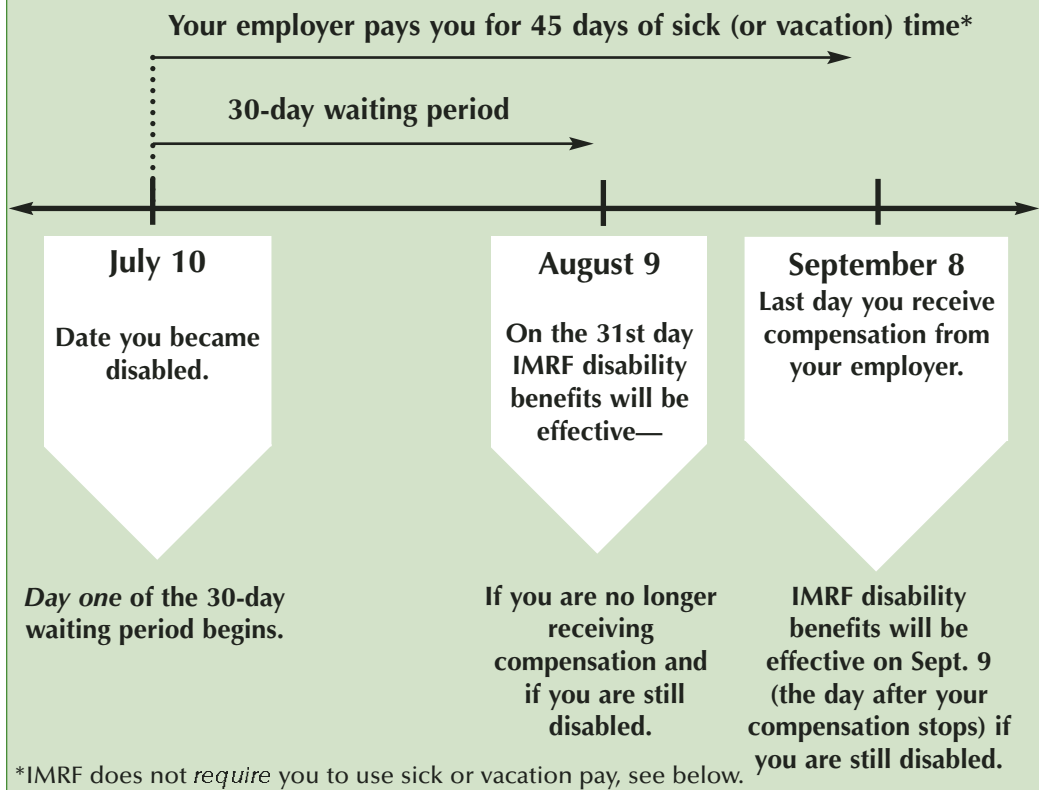 Your employer pays you for 45 days of sick (or vacation) time*
30-day waiting period
July 10
Date you became
disabled.
Day one of the 30-day
waiting period begins.
August 9
On the 31st day
IMRF disability
benefits will be
effective—
If you are no longer
receiving
compensation and
if you are still
disabled.
September 8
Last day you receive
compensation from
your employer.
IMRF disability
benefits will be
effective on Sept. 9
(the day after your
compensation stops) if
you are still disabled.
*IMRF does not require you to use sick or vacation pay, see below.